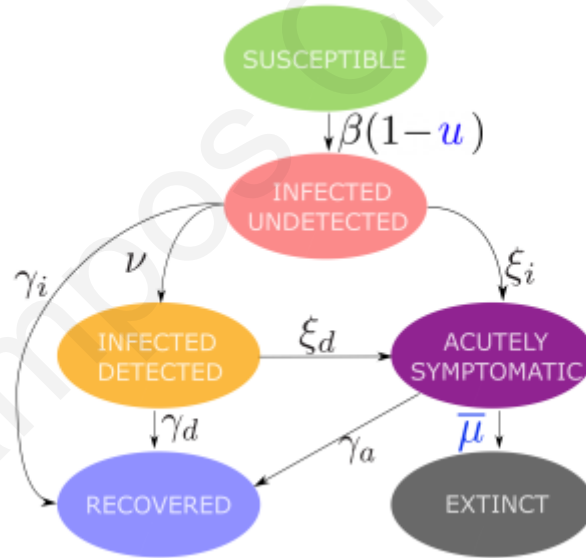 SUSCEPTIBLE
β(1−u)
INFECTED
UNDETECTED
γi
ν
ξi
INFECTED
DETECTED
ξd
ACUTELY
SYMPTOMATIC
γd
γa
μ̅
RECOVERED
EXTINCT